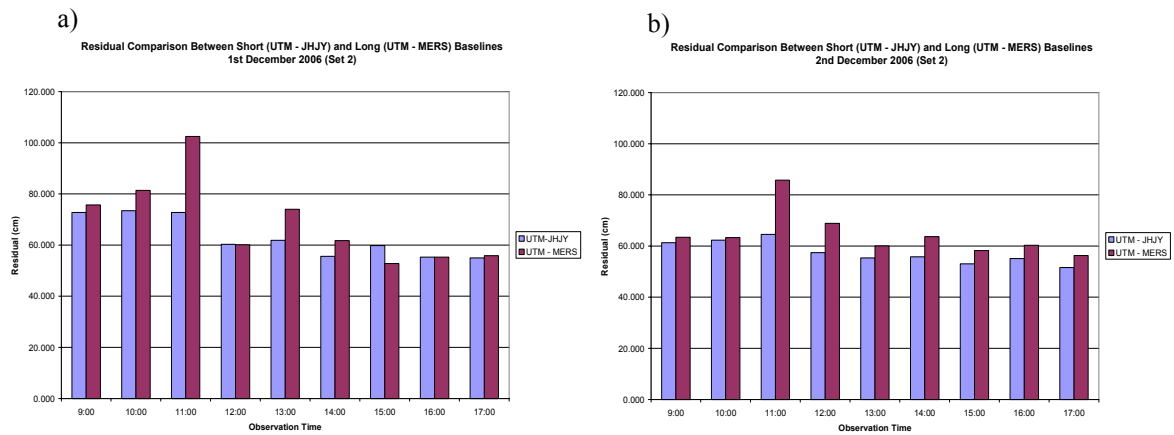 a)
Residual Comparison Between Short (UTM - JHJY) and Long (UTM - MERS) Baselines
1st December 2006 (Set 2)
120.000
100.000
80.000
60.000
40.000
20.000
.000
Residual (cm)
9:00 10:00 11:00 12:00 13:00 14:00 15:00 16:00 17:00
Observation Time
UTM-JHJY
UTM - MERS
b)
Residual Comparison Between Short (UTM - JHJY) and Long (UTM - MERS) Baselines
2nd December 2006 (Set 2)
120.000
100.000
80.000
60.000
40.000
20.000
.000
Residual (cm)
9:00 10:00 11:00 12:00 13:00 14:00 15:00 16:00 17:00
Observation Time
UTM - JHJY
UTM - MERS